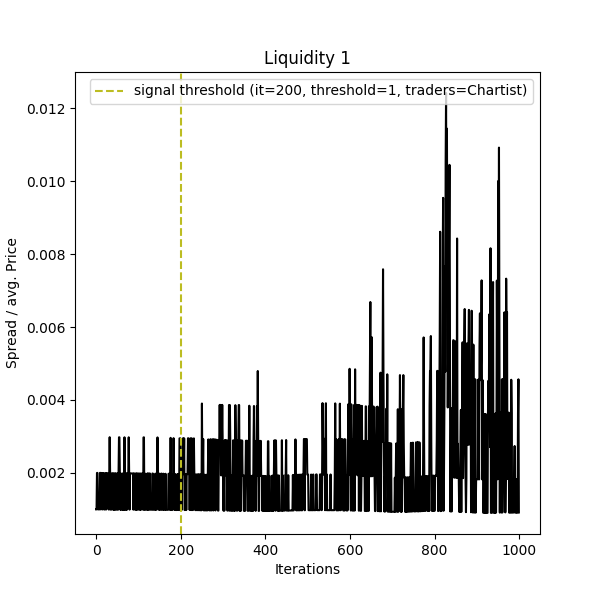 Liquidity 1
signal threshold (it=200, threshold=1, traders=Chartist)
0.012
0.010
0.008
0.006
0.004
0.002
Spread / avg. Price
0 200 400 600 800 1000
Iterations